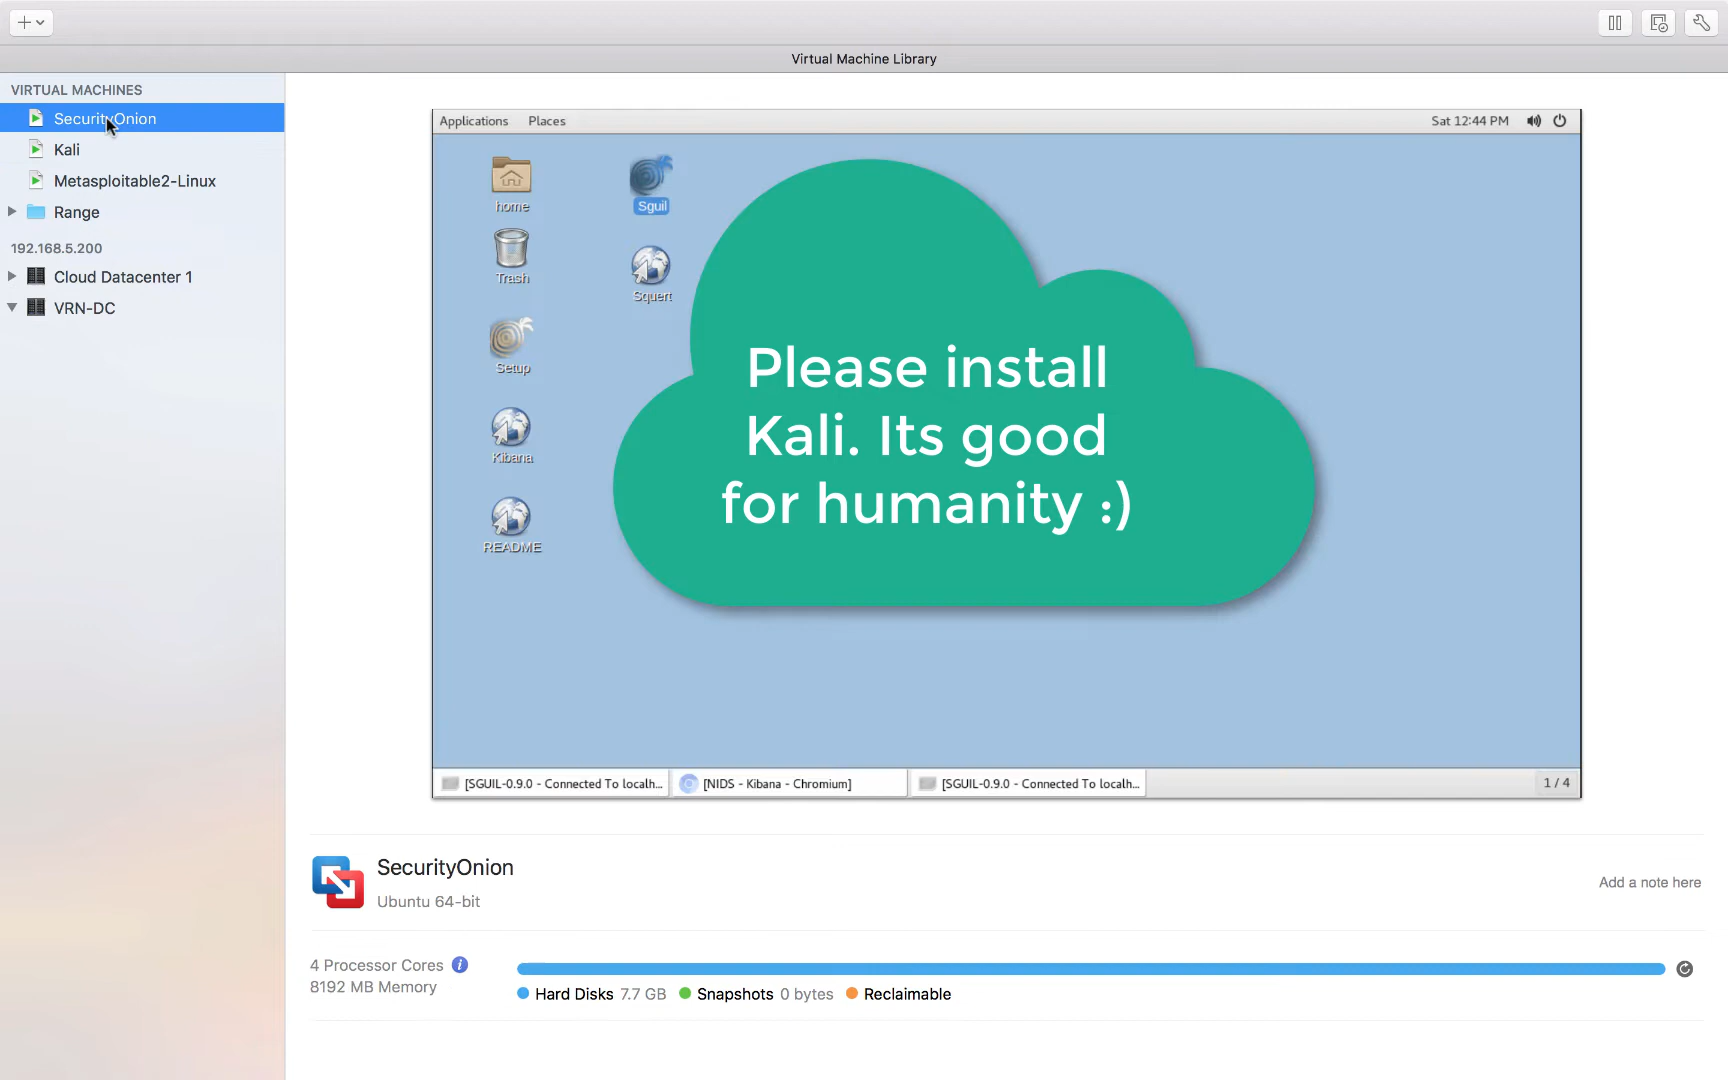 Virtual Machine Library
VIRTUAL MACHINES
SecurityOnion
Kali
Metasploitable2-Linux
Range
192.168.5.200
Cloud Datacenter 1
VRN-DC
Applications Places Sat 12:44 PM
home
Sguil
Trash
Squert
Setup
Kibana
README
Please install
Kali. Its good
for humanity :)
[SGUIL-0.9.0 - Connected To localh... [NIDS - Kibana - Chromium] [SGUIL-0.9.0 - Connected To localh... 1 / 4
SecurityOnion
Ubuntu 64-bit
Add a note here
4 Processor Cores
8192 MB Memory
Hard Disks 7.7 GB Snapshots 0 bytes Reclaimable